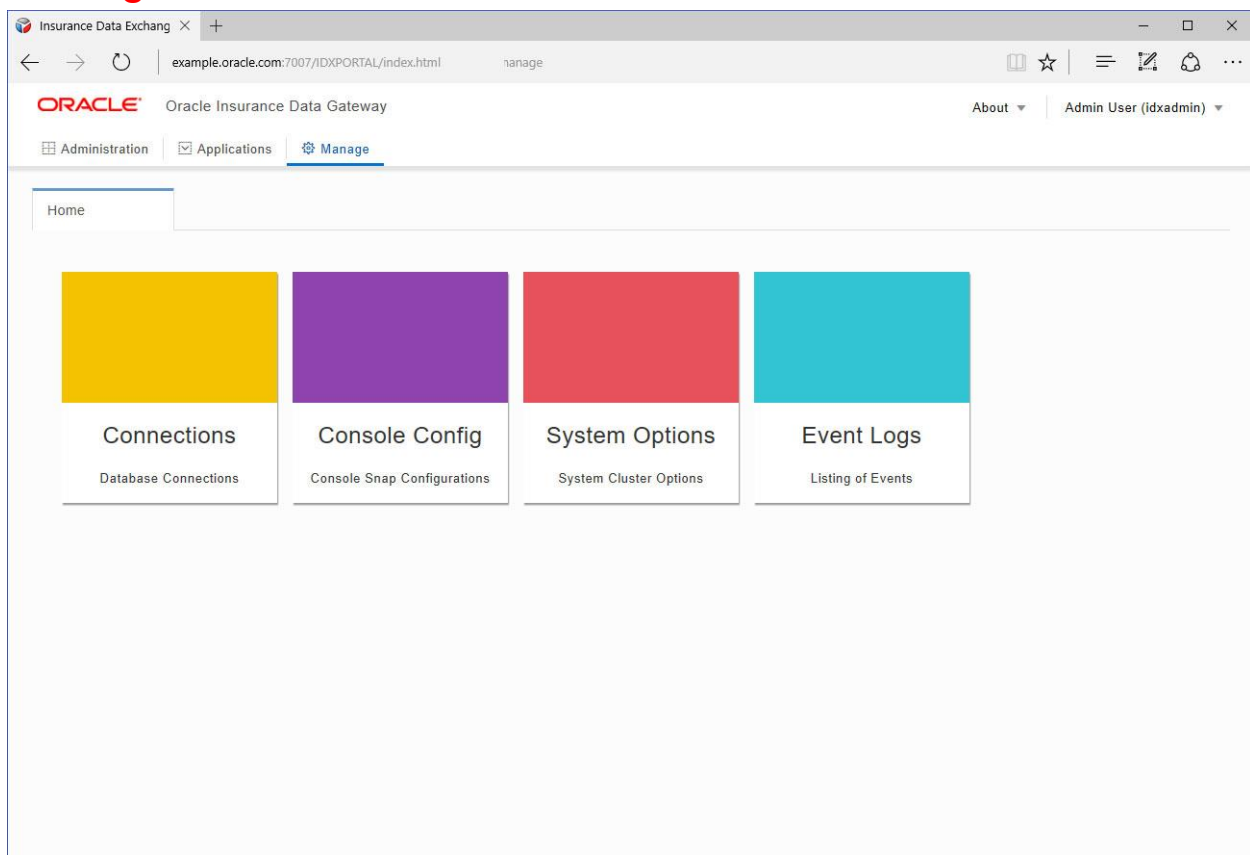 Insurance Data Exchang
example.oracle.com:7007/IDXPORTAL/index.html
ORACLE Oracle Insurance Data Gateway
About Admin User (idxadmin)
Administration Applications Manage
Home
Connections
Database Connections
Console Config
Console Snap Configurations
System Options
System Cluster Options
Event Logs
Listing of Events